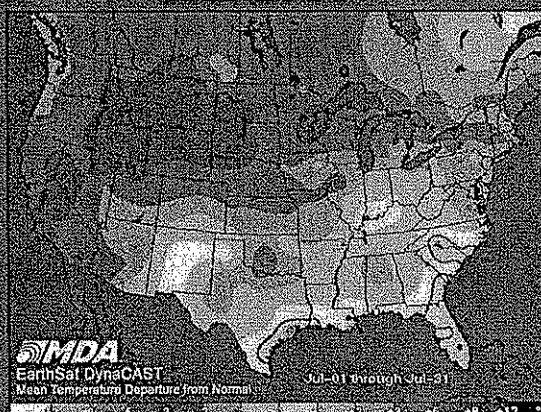 MDA
EarthSat DynaCAST
Mean Temperature Departure from Normal
Jul-01 through Jul-31